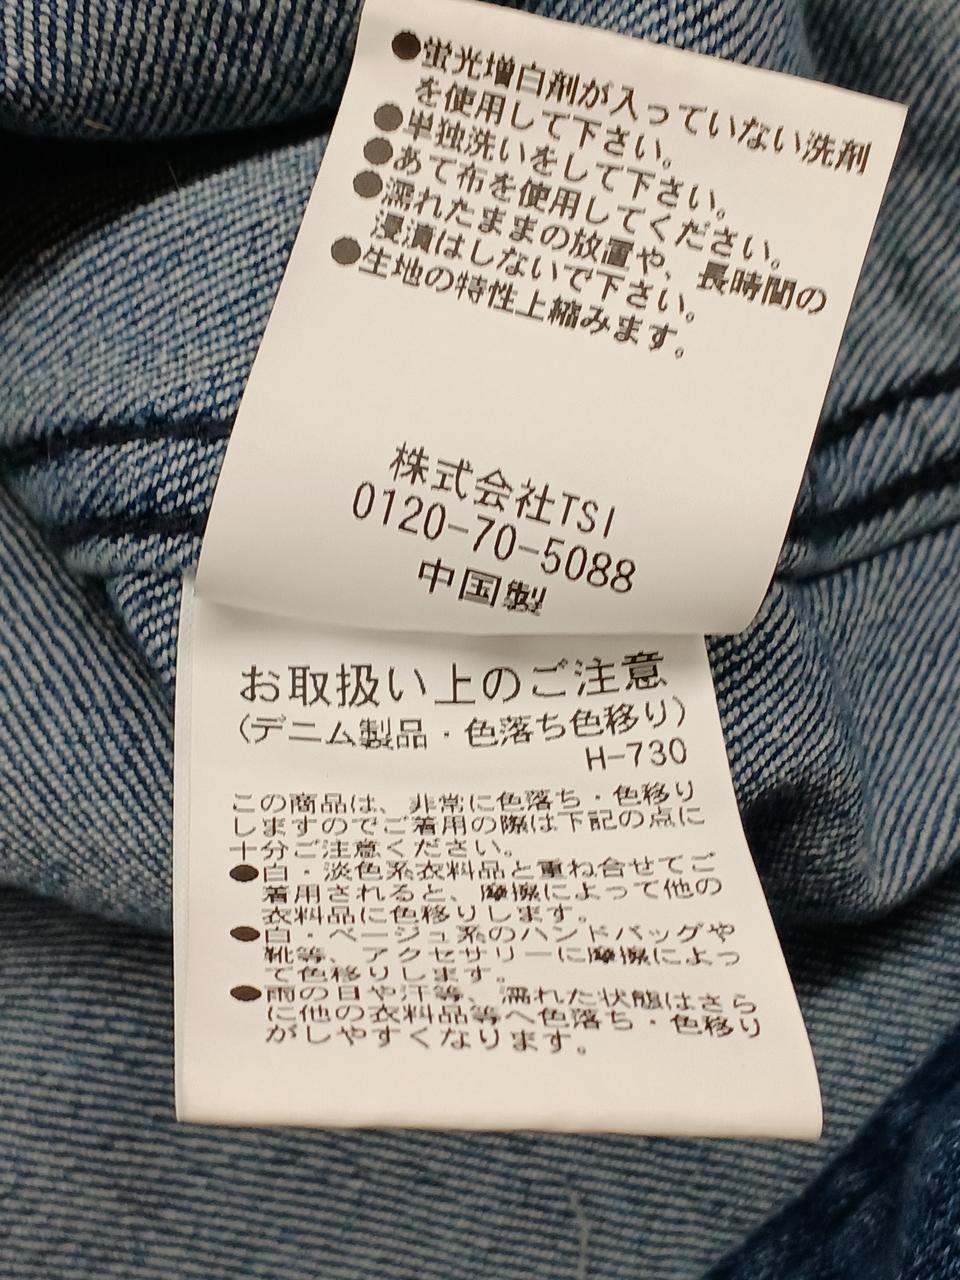 ●蛍光増白剤が入っていない洗剤
を使用して下さい。
●単独洗いをして下さい。
●あて布を使用してください。
●濡れたままの放置や、長時間の
浸漬はしないで下さい。
●生地の特性上縮みます。
株式会社TSI
0120-70-5088
中国製
お取扱い上のご注意
(デニム製品・色落ち色移り)
H-730
この商品は、非常に色落ち・色移り
しますのでご着用の際は下記の点に
十分ご注意ください。
●白・淡色系衣料品と重ね合せてご
着用されると、摩擦によって他の
衣料品に色移りします。
●白・ベージュ系のハンドバッグや
靴等、アクセサリーに摩擦によっ
て色移りします。
●雨の日や汗等、濡れた状態はさら
に他の衣料品等へ色落ち・色移り
がしやすくなります。